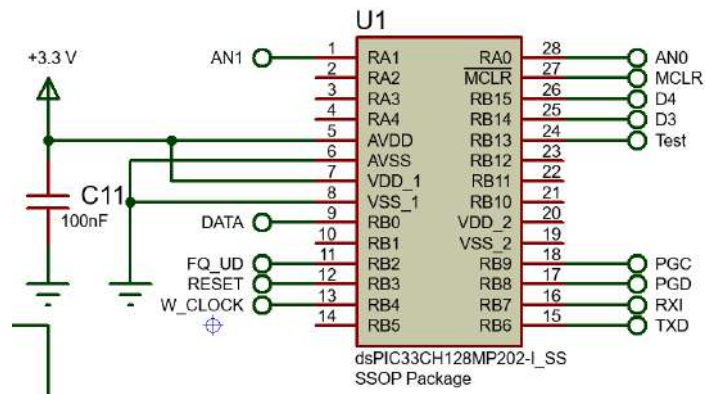 U1
+3.3 V
C11
100nF
AN1 1 RA1 RA0 28 AN0
2 RA2 MCLR 27 MCLR
3 RA3 RB15 26 D4
4 RA4 RB14 25 D3
5 AVDD RB13 24 Test
6 AVSS RB12 23
7 VDD_1 RB11 22
8 VSS_1 RB10 21
DATA 9 RB0 VDD_2 20
10 RB1 VSS_2 19
FQ_UD 11 RB2 RB9 18 PGC
RESET 12 RB3 RB8 17 PGD
W_CLOCK 13 RB4 RB7 16 RXI
14 RB5 RB6 15 TXD
dsPIC33CH128MP202-I_SS
SSOP Package